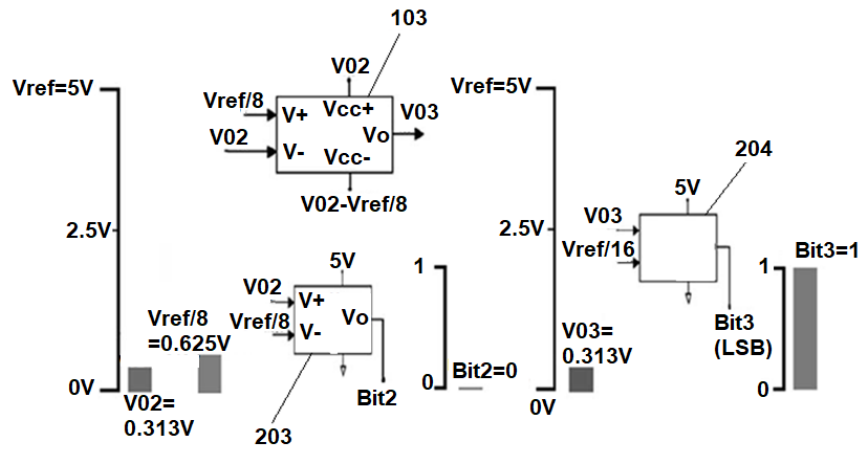 103
Vref=5V
V02
Vref/8
V+
Vcc+
V03
V02
Vo
V-
Vcc-
V02-Vref/8
2.5V
5V
V02
V+
Vref/8
V-
Vo
Vref/8
=0.625V
0V
V02=
0.313V
203
Bit2
1
0
Bit2=0
Vref=5V
204
5V
V03
2.5V
Vref/16
Bit3=1
1
V03=
0.313V
Bit3
(LSB)
0
0V